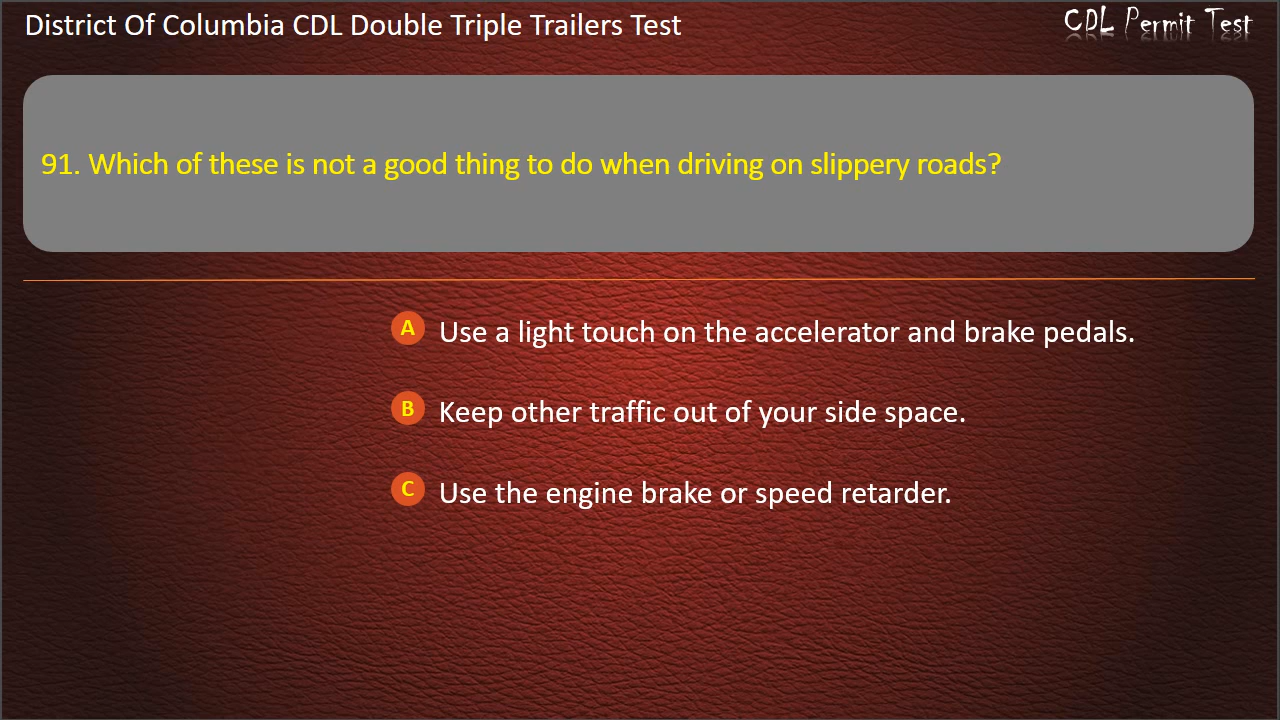 District Of Columbia CDL Double Triple Trailers Test
CDL Permit Test
91. Which of these is not a good thing to do when driving on slippery roads?
A Use a light touch on the accelerator and brake pedals.
B Keep other traffic out of your side space.
C Use the engine brake or speed retarder.